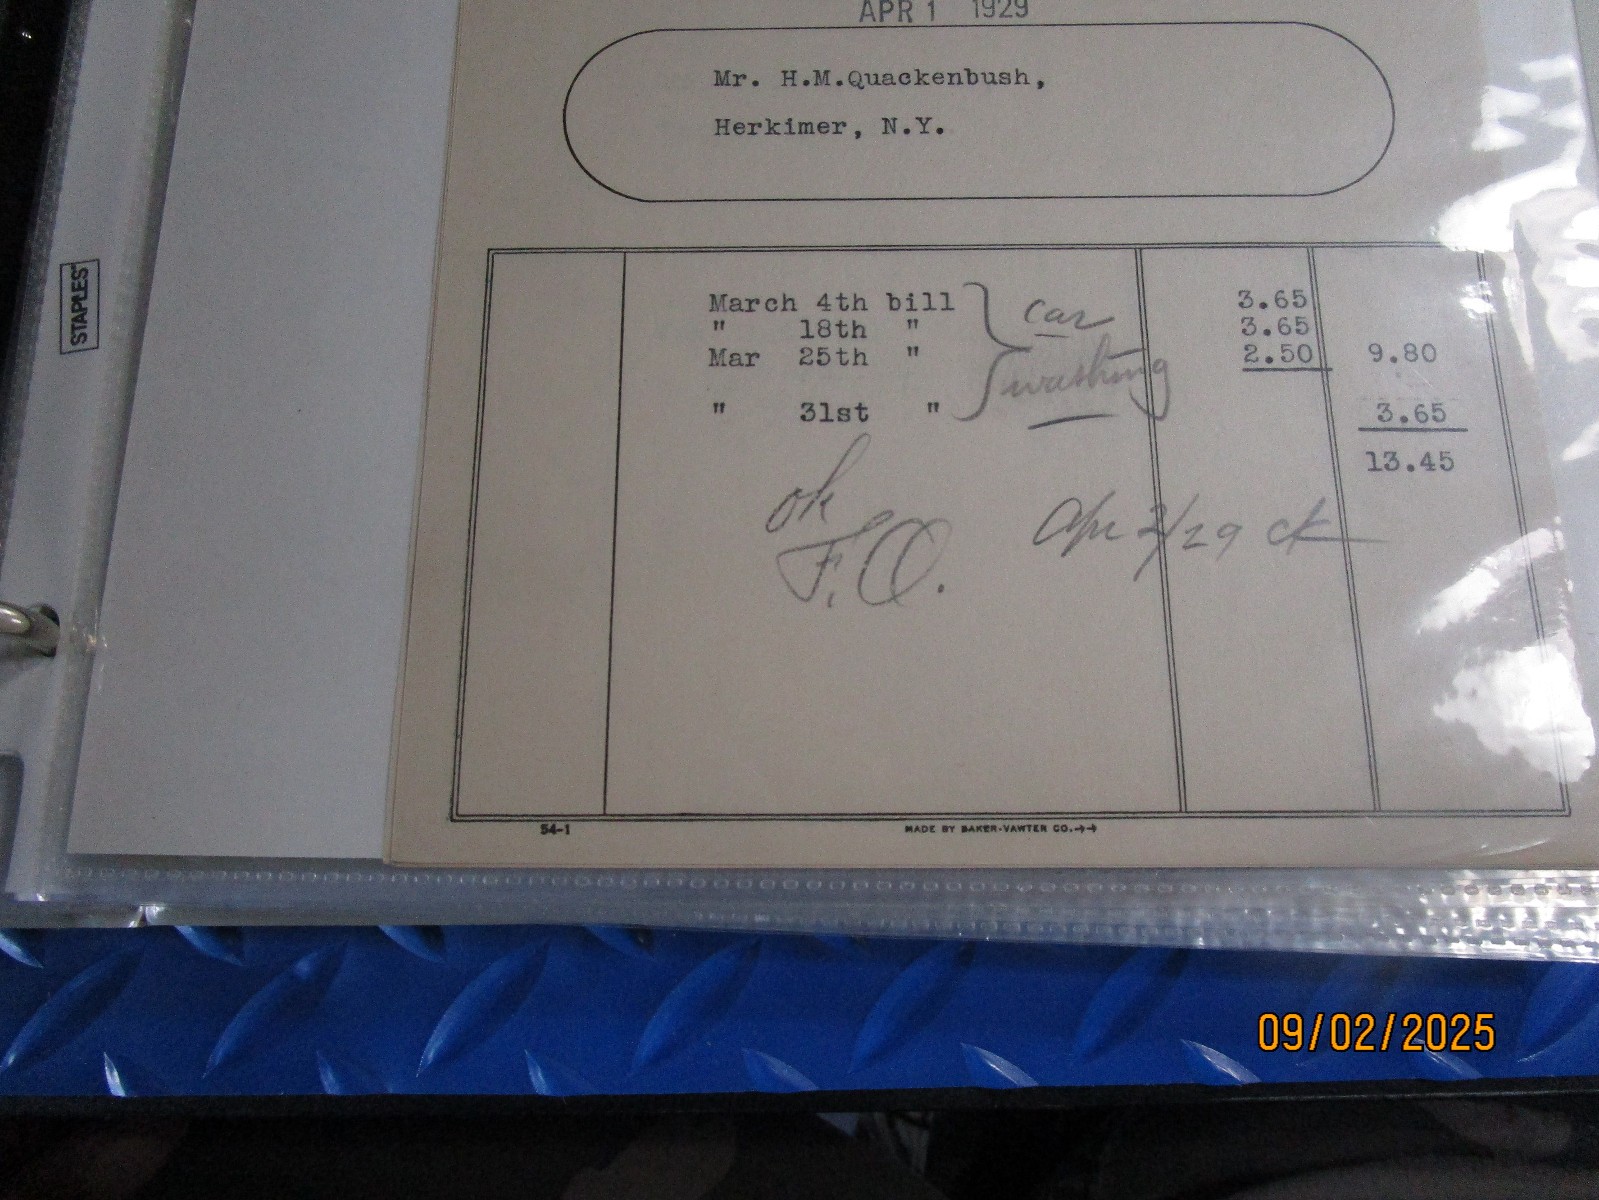 APR 1 1929
Mr. H.M.Quackenbush,
Herkimer, N.Y.
STAPLES
March 4th bill 3.65
" 18th " 3.65
Mar 25th " 2.50 9.80
" 31st " 3.65
13.45
car
washing
ok
F.Q.
Apr 2/29 ck
54-1
MADE BY BAKER-VAWTER CO.
09/02/2025